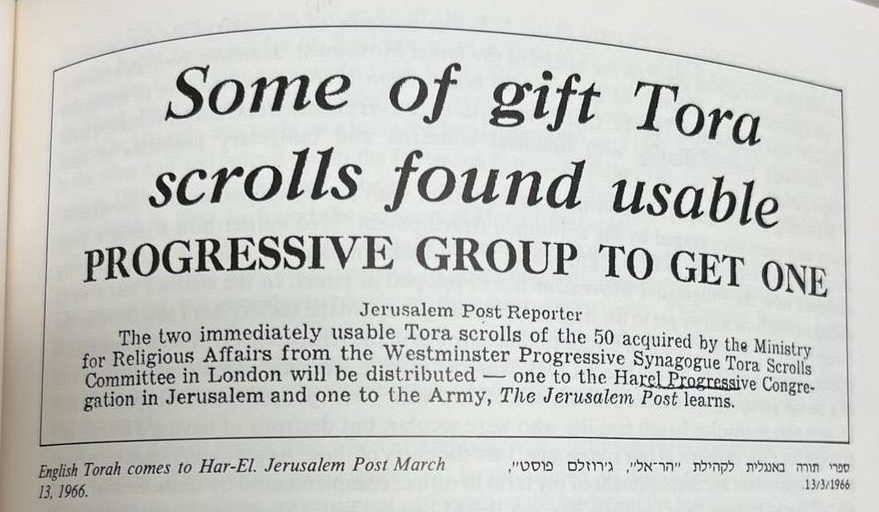 Some of gift Tora
scrolls found usable
PROGRESSIVE GROUP TO GET ONE
Jerusalem Post Reporter
The two immediately usable Tora scrolls of the 50 acquired by the Ministry
for Religious Affairs from the Westminster Progressive Synagogue Tora Scrolls
Committee in London will be distributed — one to the Harel Progressive Congre-
gation in Jerusalem and one to the Army, The Jerusalem Post learns.
English Torah comes to Har-El. Jerusalem Post March
13, 1966.
ספרי תורה באנגלית לקהילת "הר־אל", ג'רוזלם פוסט",
13/3/1966.